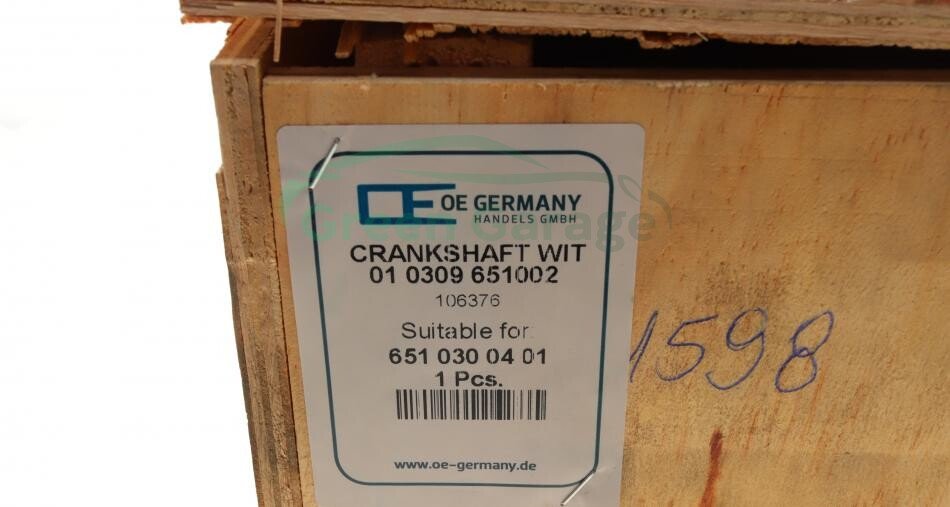 OE OE GERMANY
HANDELS GMBH
Green Garage
CRANKSHAFT WIT
01 0309 651002
106376
Suitable for:
651 030 04 01
1 Pcs.
www.oe-germany.de
1598